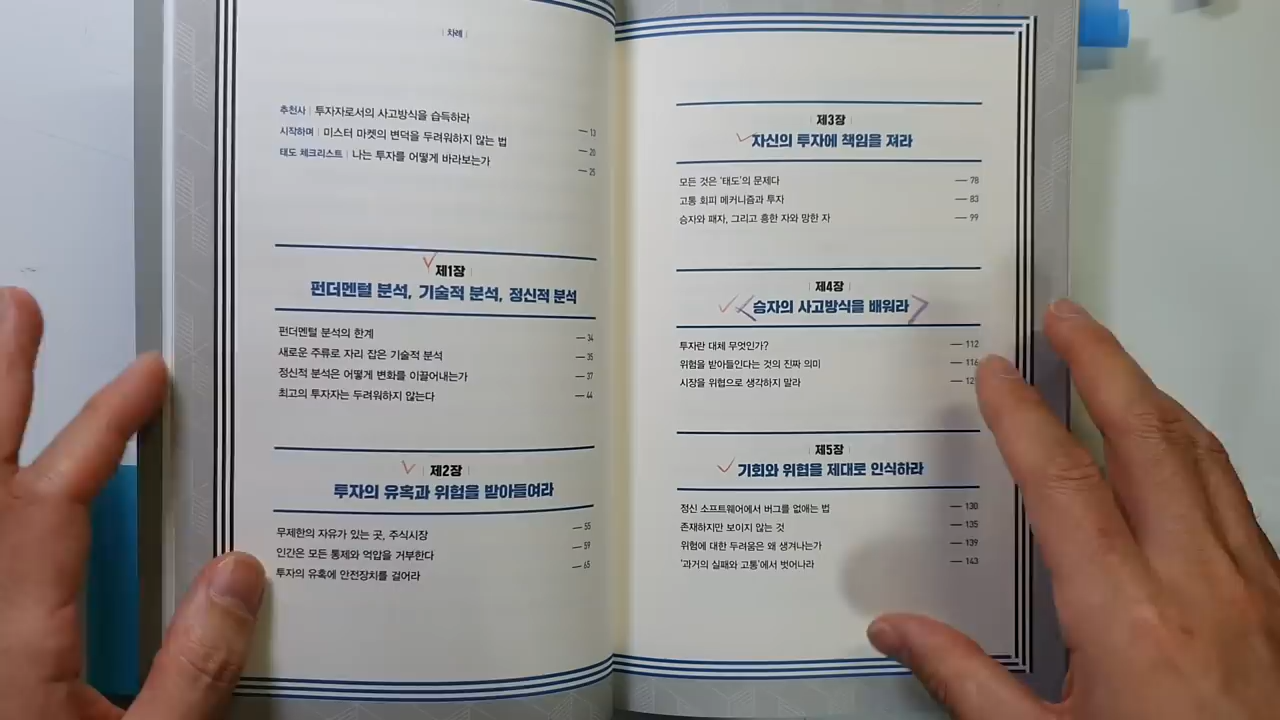 | 차례 |
추천사 | 투자자로서의 사고방식을 습득하라 — 13
시작하며 | 미스터 마켓의 변덕을 두려워하지 않는 법 — 20
태도 체크리스트 | 나는 투자를 어떻게 바라보는가 — 25
| 제1장 |
펀더멘털 분석, 기술적 분석, 정신적 분석
펀더멘털 분석의 한계 — 34
새로운 주류로 자리 잡은 기술적 분석 — 35
정신적 분석은 어떻게 변화를 이끌어내는가 — 37
최고의 투자자는 두려워하지 않는다 — 44
| 제2장 |
투자의 유혹과 위험을 받아들여라
무제한의 자유가 있는 곳, 주식시장 — 55
인간은 모든 통제와 억압을 거부한다 — 59
투자의 유혹에 안전장치를 걸어라 — 65
| 제3장 |
자신의 투자에 책임을 져라
모든 것은 '태도'의 문제다 — 78
고통 회피 메커니즘과 투자 — 83
승자와 패자, 그리고 흥한 자와 망한 자 — 99
| 제4장 |
승자의 사고방식을 배워라
투자란 대체 무엇인가? — 112
위험을 받아들인다는 것의 진짜 의미 — 116
시장을 위협으로 생각하지 말라
| 제5장 |
기회와 위협을 제대로 인식하라
정신 소프트웨어에서 버그를 없애는 법 — 130
존재하지만 보이지 않는 것 — 135
위험에 대한 두려움은 왜 생겨나는가 — 139
'과거의 실패와 고통'에서 벗어나라 — 143